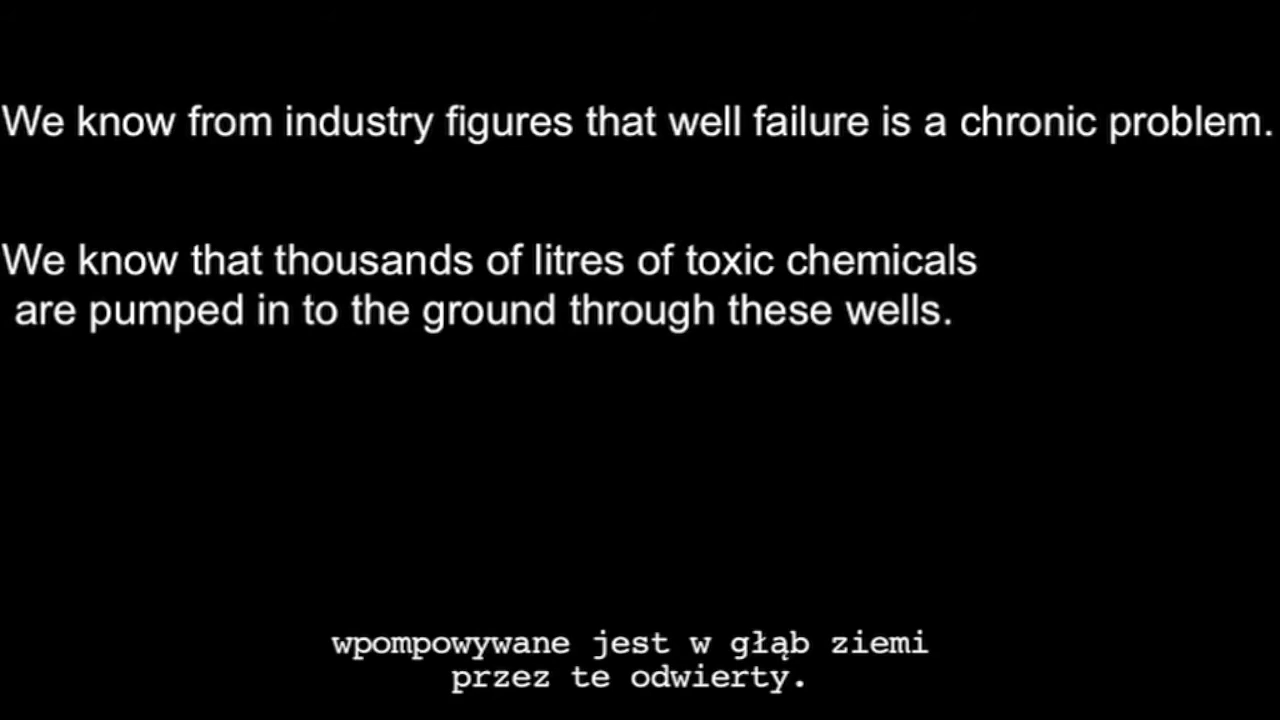 We know from industry figures that well failure is a chronic problem.
We know that thousands of litres of toxic chemicals
are pumped in to the ground through these wells.
wpompowywane jest w głąb ziemi
przez te odwierty.